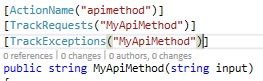 [ActionName("apimethod")]
[TrackRequests("MyApiMethod")]
[TrackExceptions("MyApiMethod")]
0 references | 0 changes | 0 authors, 0 changes
public string MyApiMethod(string input)